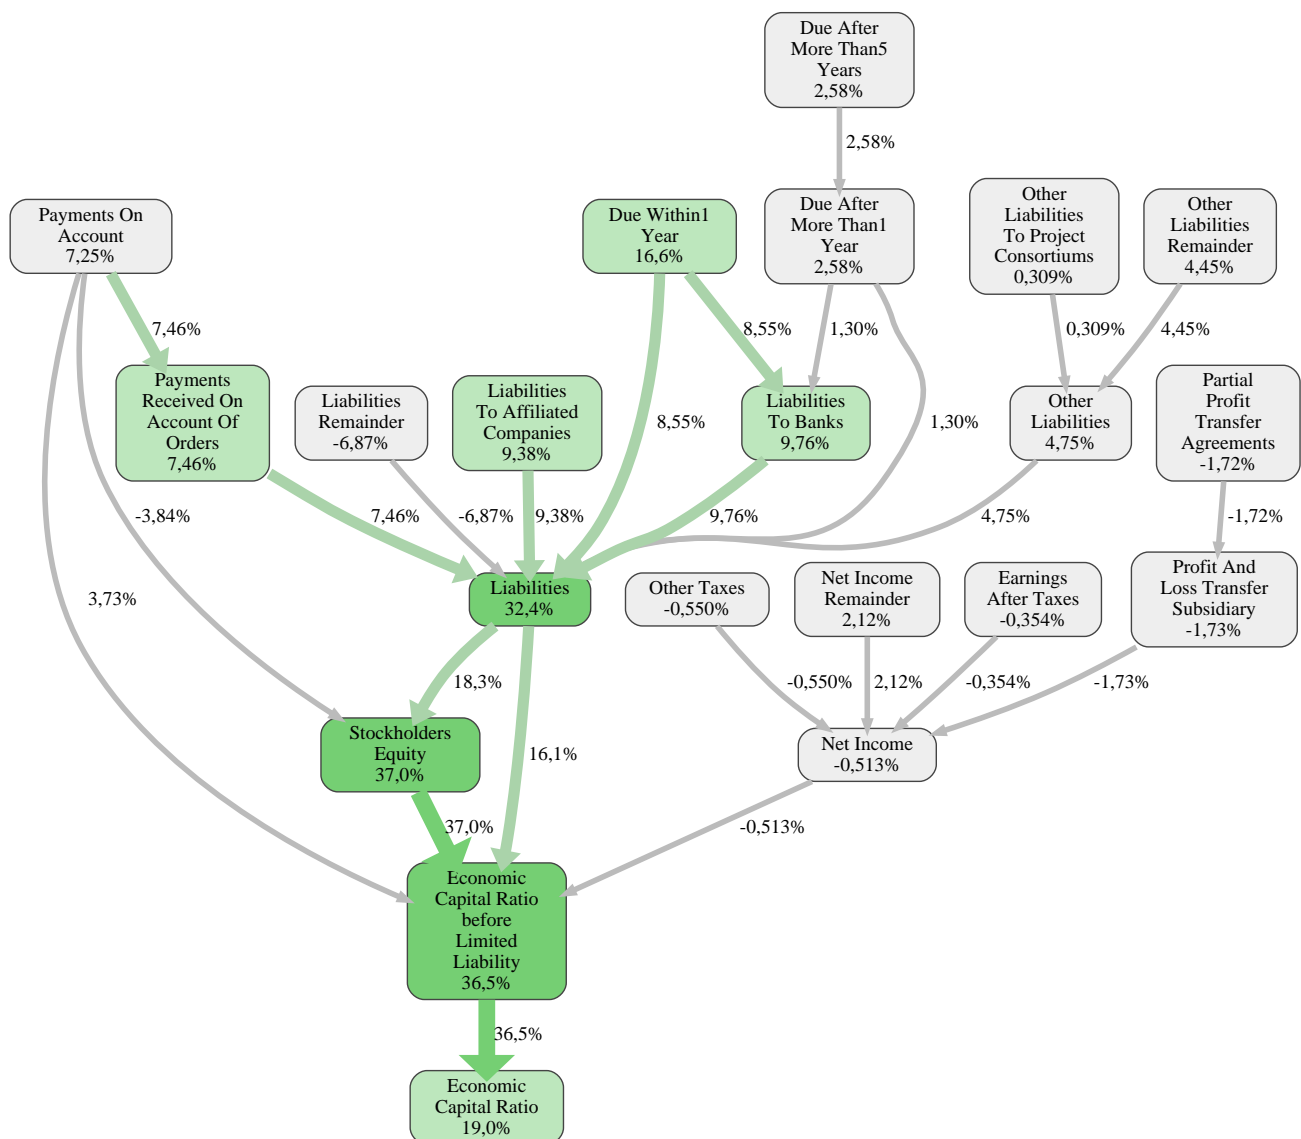 Due After
More Than5
Years
2,58%
2,58%
Payments On
Account
7,25%
Due Within1
Year
16,6%
Due After
More Than1
Year
2,58%
Other
Liabilities
To Project
Consortiums
0,309%
Other
Liabilities
Remainder
4,45%
7,46%
8,55%
1,30%
0,309%
4,45%
Payments
Received On
Account Of
Orders
7,46%
Liabilities
Remainder
-6,87%
Liabilities
To Affiliated
Companies
9,38%
8,55%
Liabilities
To Banks
9,76%
1,30%
Other
Liabilities
4,75%
Partial
Profit
Transfer
Agreements
-1,72%
-3,84%
7,46%
-6,87%
9,38%
9,76%
4,75%
-1,72%
3,73%
Liabilities
32,4%
Other Taxes
-0,550%
Net Income
Remainder
2,12%
Earnings
After Taxes
-0,354%
Profit And
Loss Transfer
Subsidiary
-1,73%
18,3%
-0,550%
2,12%
-0,354%
-1,73%
Stockholders
Equity
37,0%
16,1%
Net Income
-0,513%
37,0%
-0,513%
Economic
Capital Ratio
before
Limited
Liability
36,5%
36,5%
Economic
Capital Ratio
19,0%